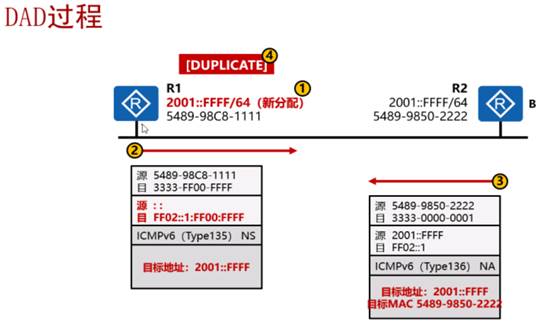 DAD过程
[DUPLICATE]
4
R1
1
2001::FFFF/64（新分配）
5489-98C8-1111
R
R2
2001::FFFF/64
5489-9850-2222
R
B
2
源 5489-98C8-1111
目 3333-FF00-FFFF
源 ::
目 FF02::1:FF00:FFFF
ICMPv6（Type135） NS
目标地址：2001::FFFF
3
源 5489-9850-2222
目 3333-0000-0001
源 2001::FFFF
目 FF02::1
ICMPv6（Type136） NA
目标地址：2001::FFFF
目标MAC 5489-9850-2222